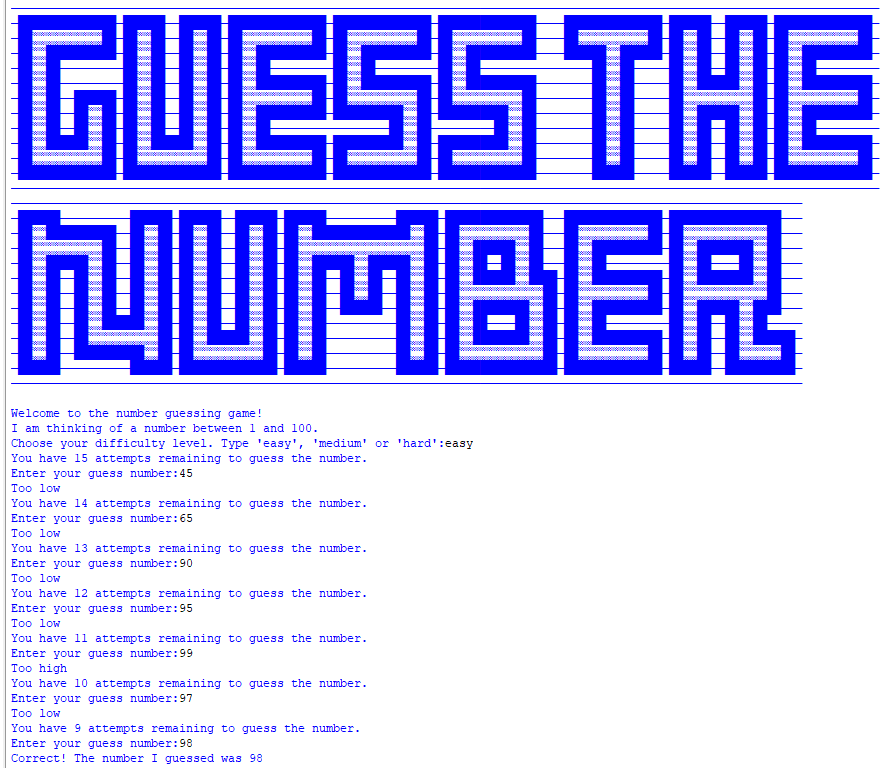 GUESS THE
NUMBER
Welcome to the number guessing game!
I am thinking of a number between 1 and 100.
Choose your difficulty level. Type 'easy', 'medium' or 'hard':easy
You have 15 attempts remaining to guess the number.
Enter your guess number:45
Too low
You have 14 attempts remaining to guess the number.
Enter your guess number:65
Too low
You have 13 attempts remaining to guess the number.
Enter your guess number:90
Too low
You have 12 attempts remaining to guess the number.
Enter your guess number:95
Too low
You have 11 attempts remaining to guess the number.
Enter your guess number:99
Too high
You have 10 attempts remaining to guess the number.
Enter your guess number:97
Too low
You have 9 attempts remaining to guess the number.
Enter your guess number:98
Correct! The number I guessed was 98